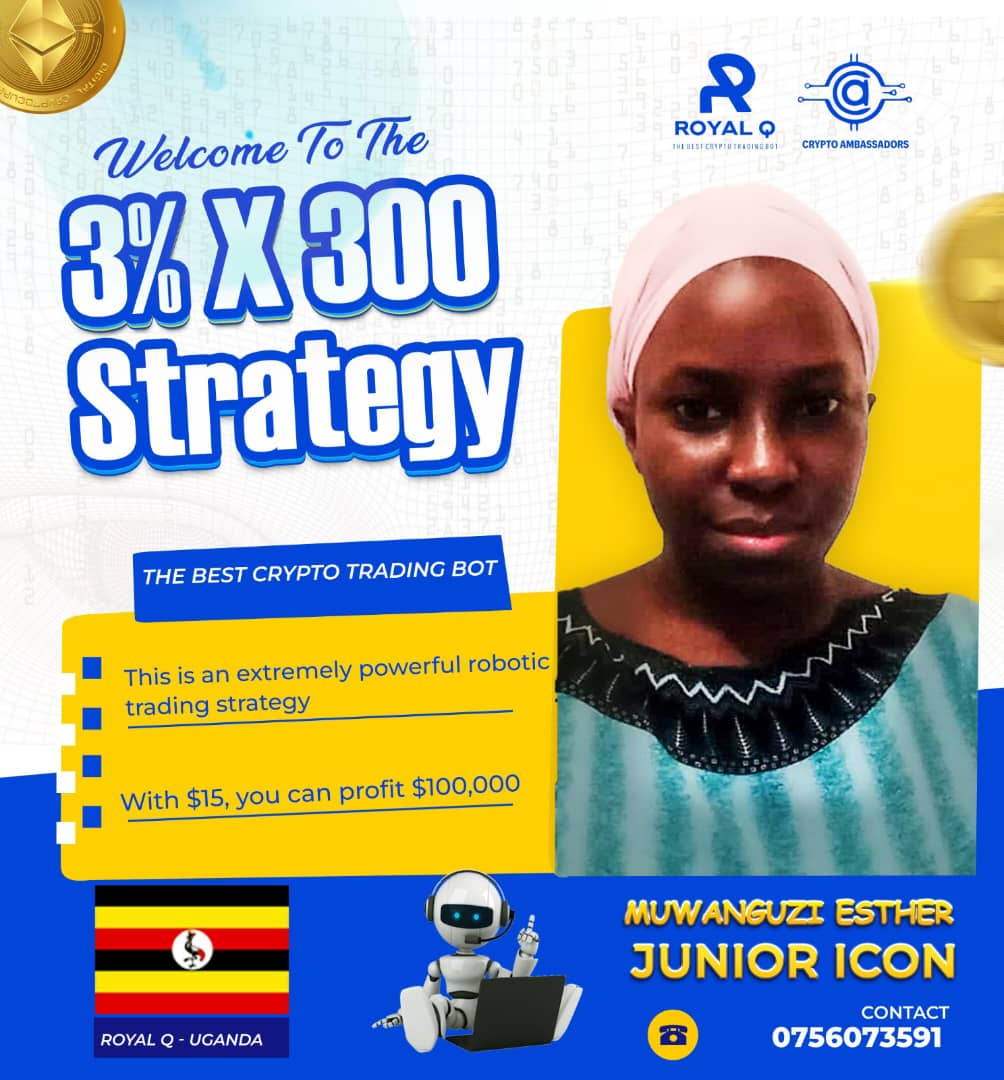 ROYAL Q
THE BEST CRYPTO TRADING BOT
CRYPTO AMBASSADORS
Welcome To The
3% X 300
Strategy
THE BEST CRYPTO TRADING BOT
This is an extremely powerful robotic
trading strategy
With $15, you can profit $100,000
ROYAL Q - UGANDA
MUWANGUZI ESTHER
JUNIOR ICON
CONTACT
0756073591